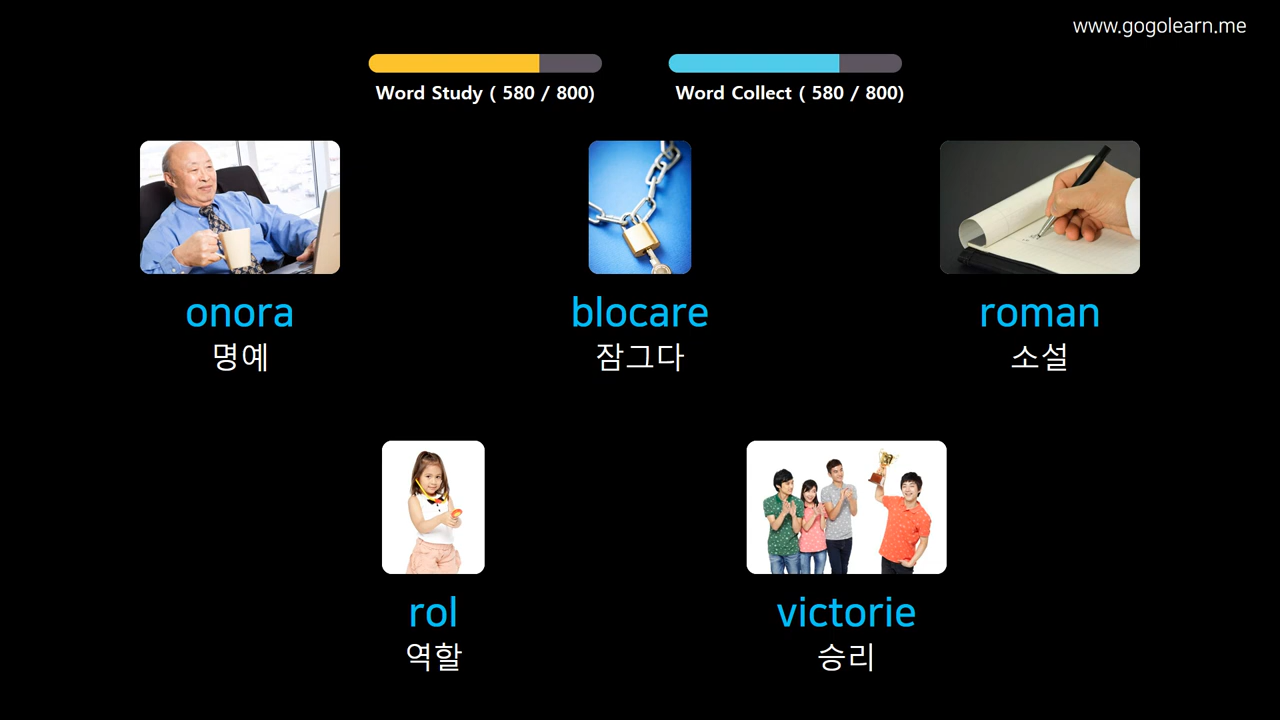 www.gogolearn.me
Word Study ( 580 / 800)
Word Collect ( 580 / 800)
onora
명예
blocare
잠그다
roman
소설
rol
역할
victorie
승리